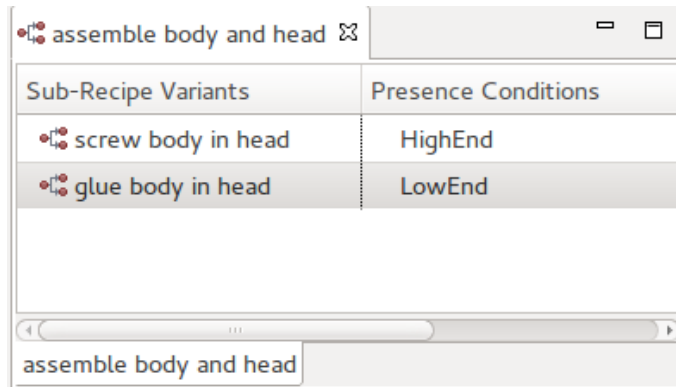 assemble body and head
Sub-Recipe Variants Presence Conditions
screw body in head HighEnd
glue body in head LowEnd
assemble body and head